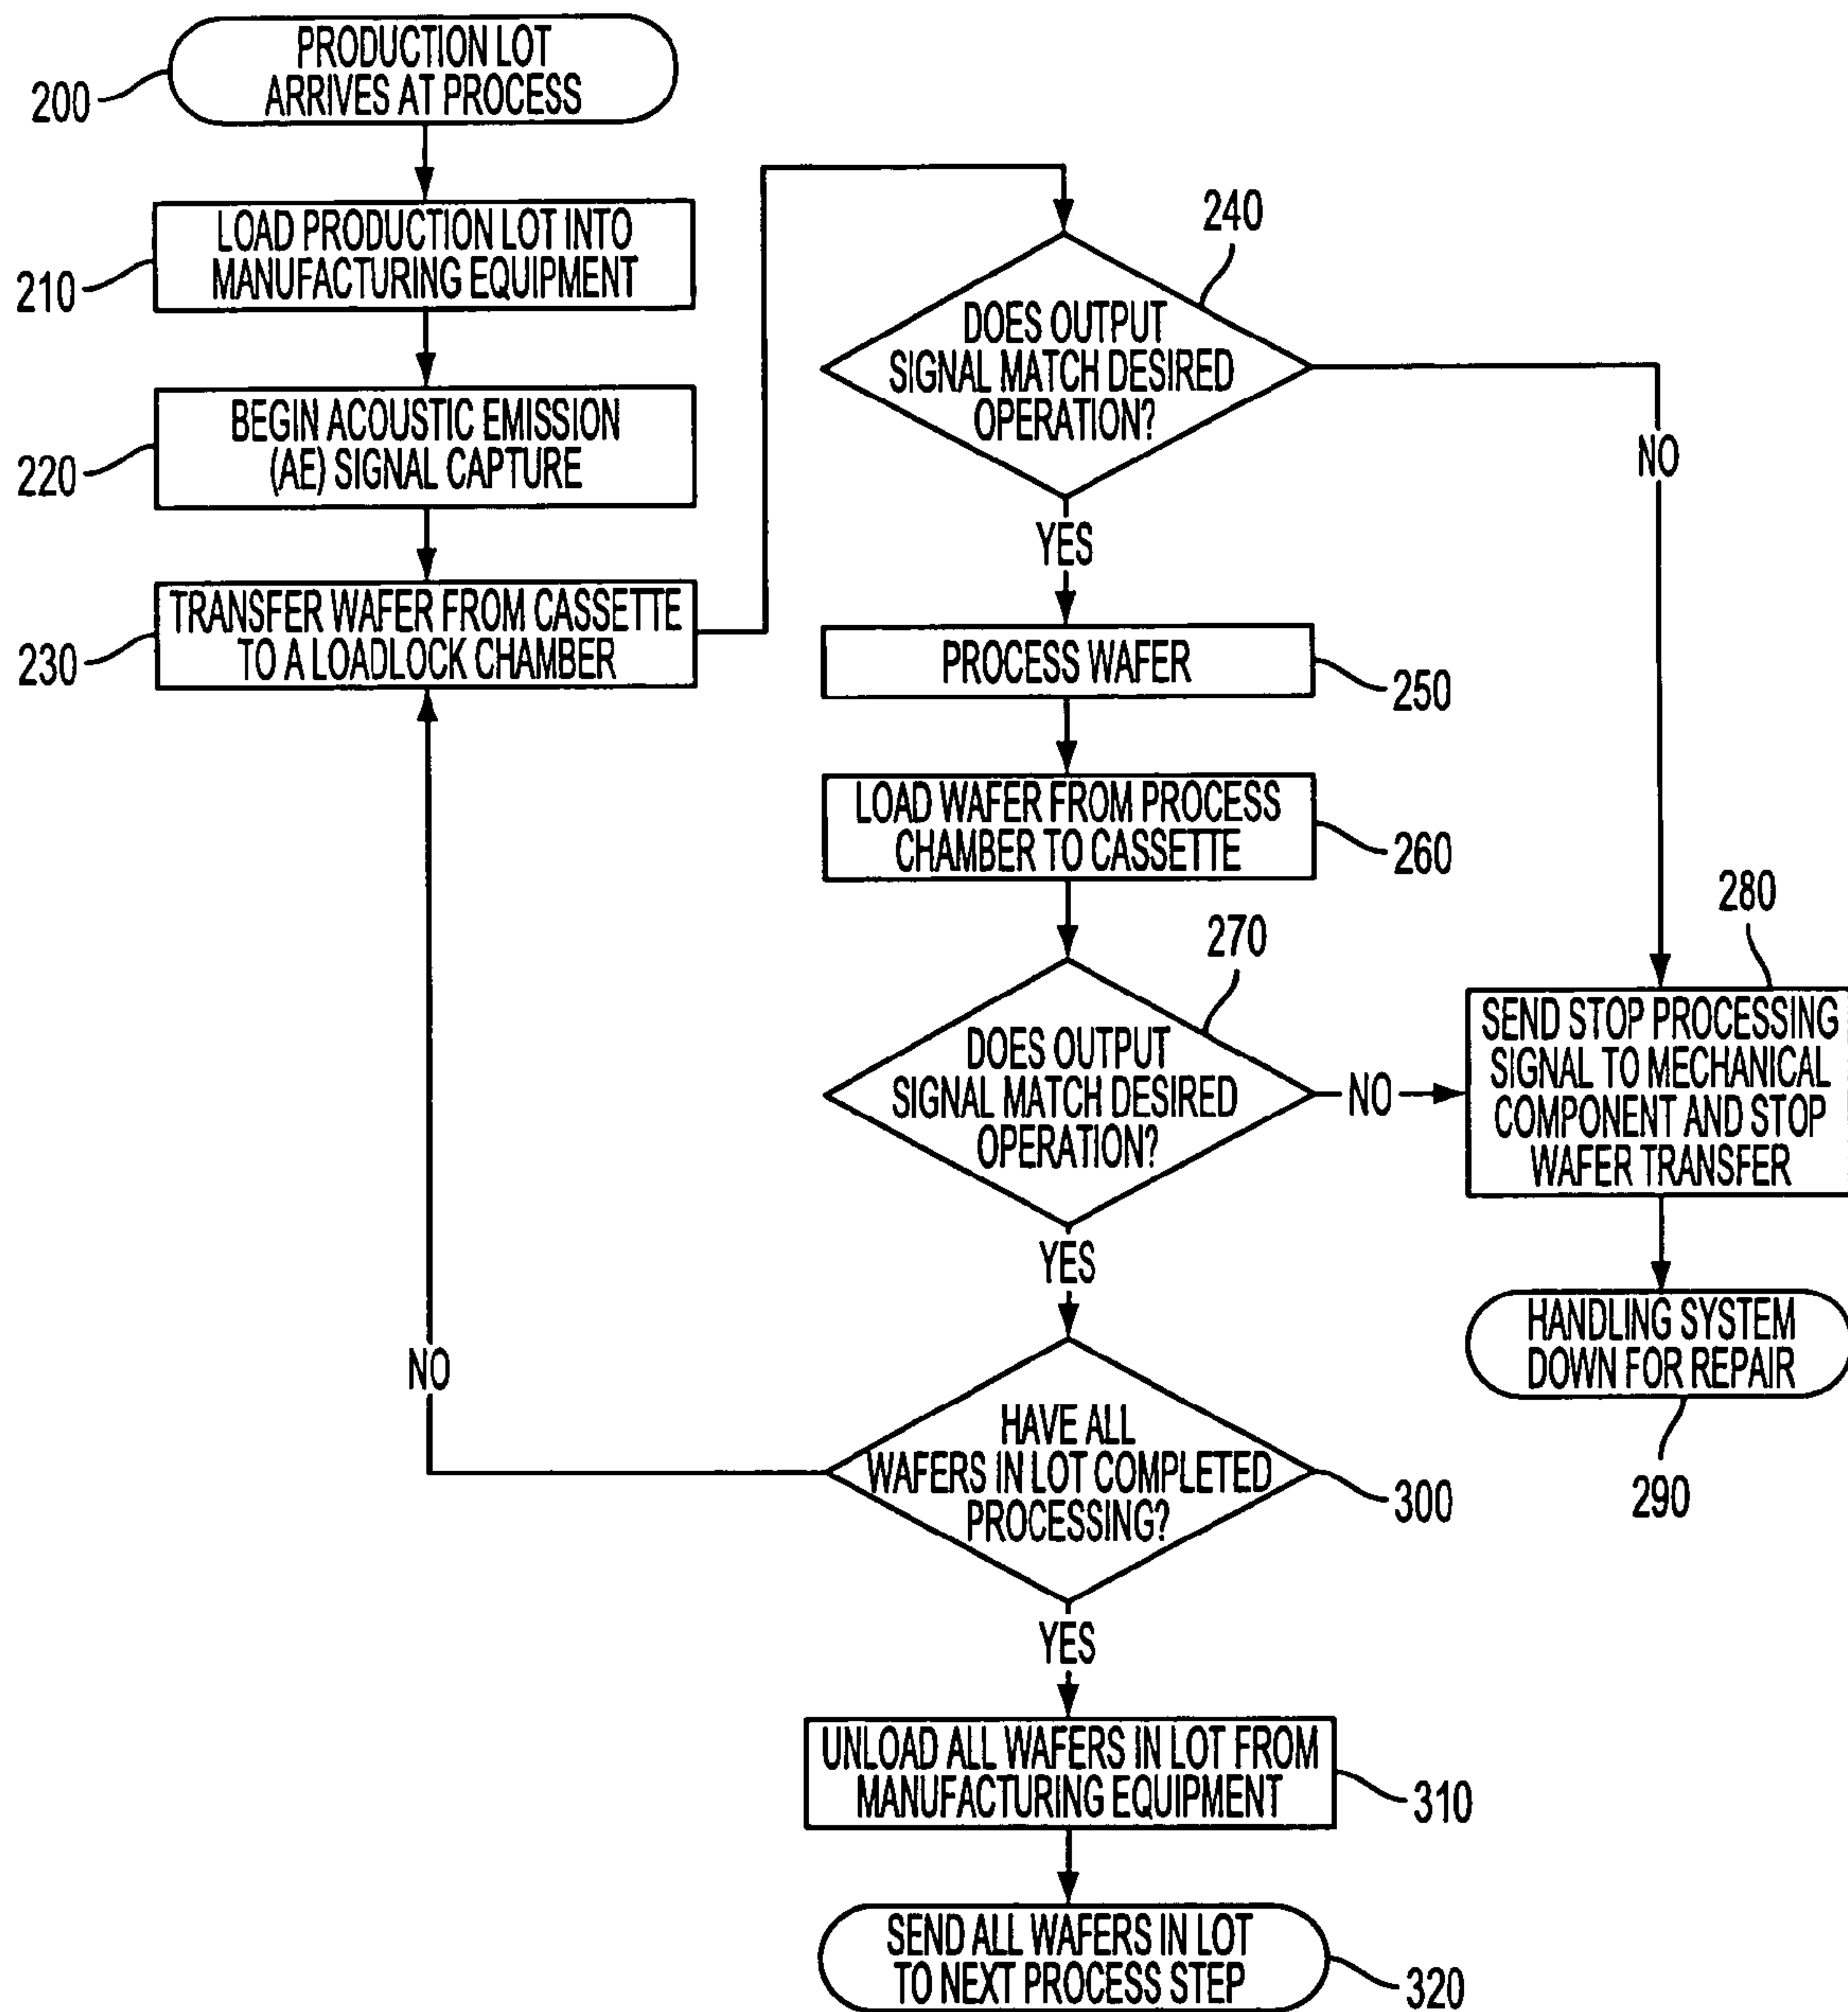 PRODUCTION LOT
ARRIVES AT PROCESS
200
LOAD PRODUCTION LOT INTO
MANUFACTURING EQUIPMENT
210
BEGIN ACOUSTIC EMISSION
(AE) SIGNAL CAPTURE
220
TRANSFER WAFER FROM CASSETTE
TO A LOADLOCK CHAMBER
230
240
DOES OUTPUT
SIGNAL MATCH DESIRED
OPERATION?
NO
YES
PROCESS WAFER
250
LOAD WAFER FROM PROCESS
CHAMBER TO CASSETTE
260
270
DOES OUTPUT
SIGNAL MATCH DESIRED
OPERATION?
NO
280
SEND STOP PROCESSING
SIGNAL TO MECHANICAL
COMPONENT AND STOP
WAFER TRANSFER
YES
HANDLING SYSTEM
DOWN FOR REPAIR
290
NO
HAVE ALL
WAFERS IN LOT COMPLETED
PROCESSING?
300
YES
UNLOAD ALL WAFERS IN LOT FROM
MANUFACTURING EQUIPMENT
310
SEND ALL WAFERS IN LOT
TO NEXT PROCESS STEP
320